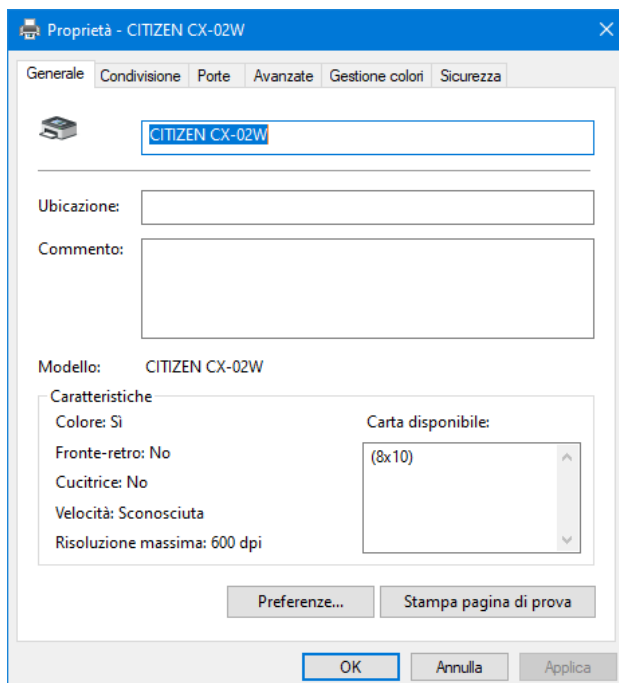 Proprietà - CITIZEN CX-02W
Generale Condivisione Porte Avanzate Gestione colori Sicurezza
CITIZEN CX-02W
Ubicazione:
Commento:
Modello: CITIZEN CX-02W
Caratteristiche
Colore: Sì Carta disponibile:
Fronte-retro: No (8x10)
Cucitrice: No
Velocità: Sconosciuta
Risoluzione massima: 600 dpi
Preferenze... Stampa pagina di prova
OK Annulla Applica